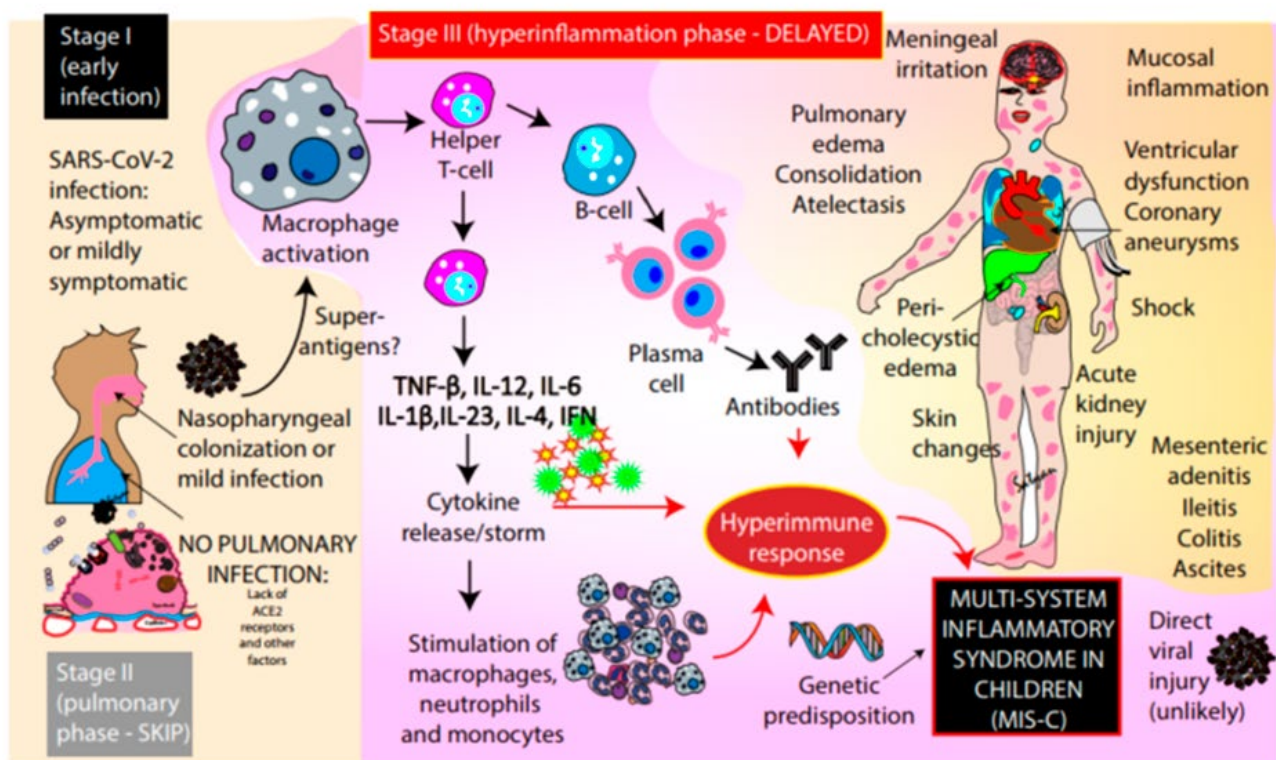 Stage I
(early
infection)
SARS-CoV-2
infection:
Asymptomatic
or mildly
symptomatic
Nasopharyngeal
colonization or
mild infection
NO PULMONARY
INFECTION:
Lack of
ACE2
receptors
and other
factors
Stage II
(pulmonary
phase - SKIP)
Stage III (hyperinflammation phase - DELAYED)
Macrophage
activation
Super-
antigens?
Helper
T-cell
B-cell
Plasma
cell
Antibodies
TNF-β, IL-12, IL-6
IL-1β,IL-23, IL-4, IFN
Cytokine
release/storm
Stimulation of
macrophages,
neutrophils
and monocytes
Hyperimmune
response
Genetic
predisposition
MULTI-SYSTEM
INFLAMMATORY
SYNDROME IN
CHILDREN
(MIS-C)
Direct
viral
injury
(unlikely)
Meningeal
irritation
Mucosal
inflammation
Pulmonary
edema
Consolidation
Atelectasis
Ventricular
dysfunction
Coronary
aneurysms
Peri-
cholecystic
edema
Shock
Acute
kidney
injury
Skin
changes
Mesenteric
adenitis
Ileitis
Colitis
Ascites